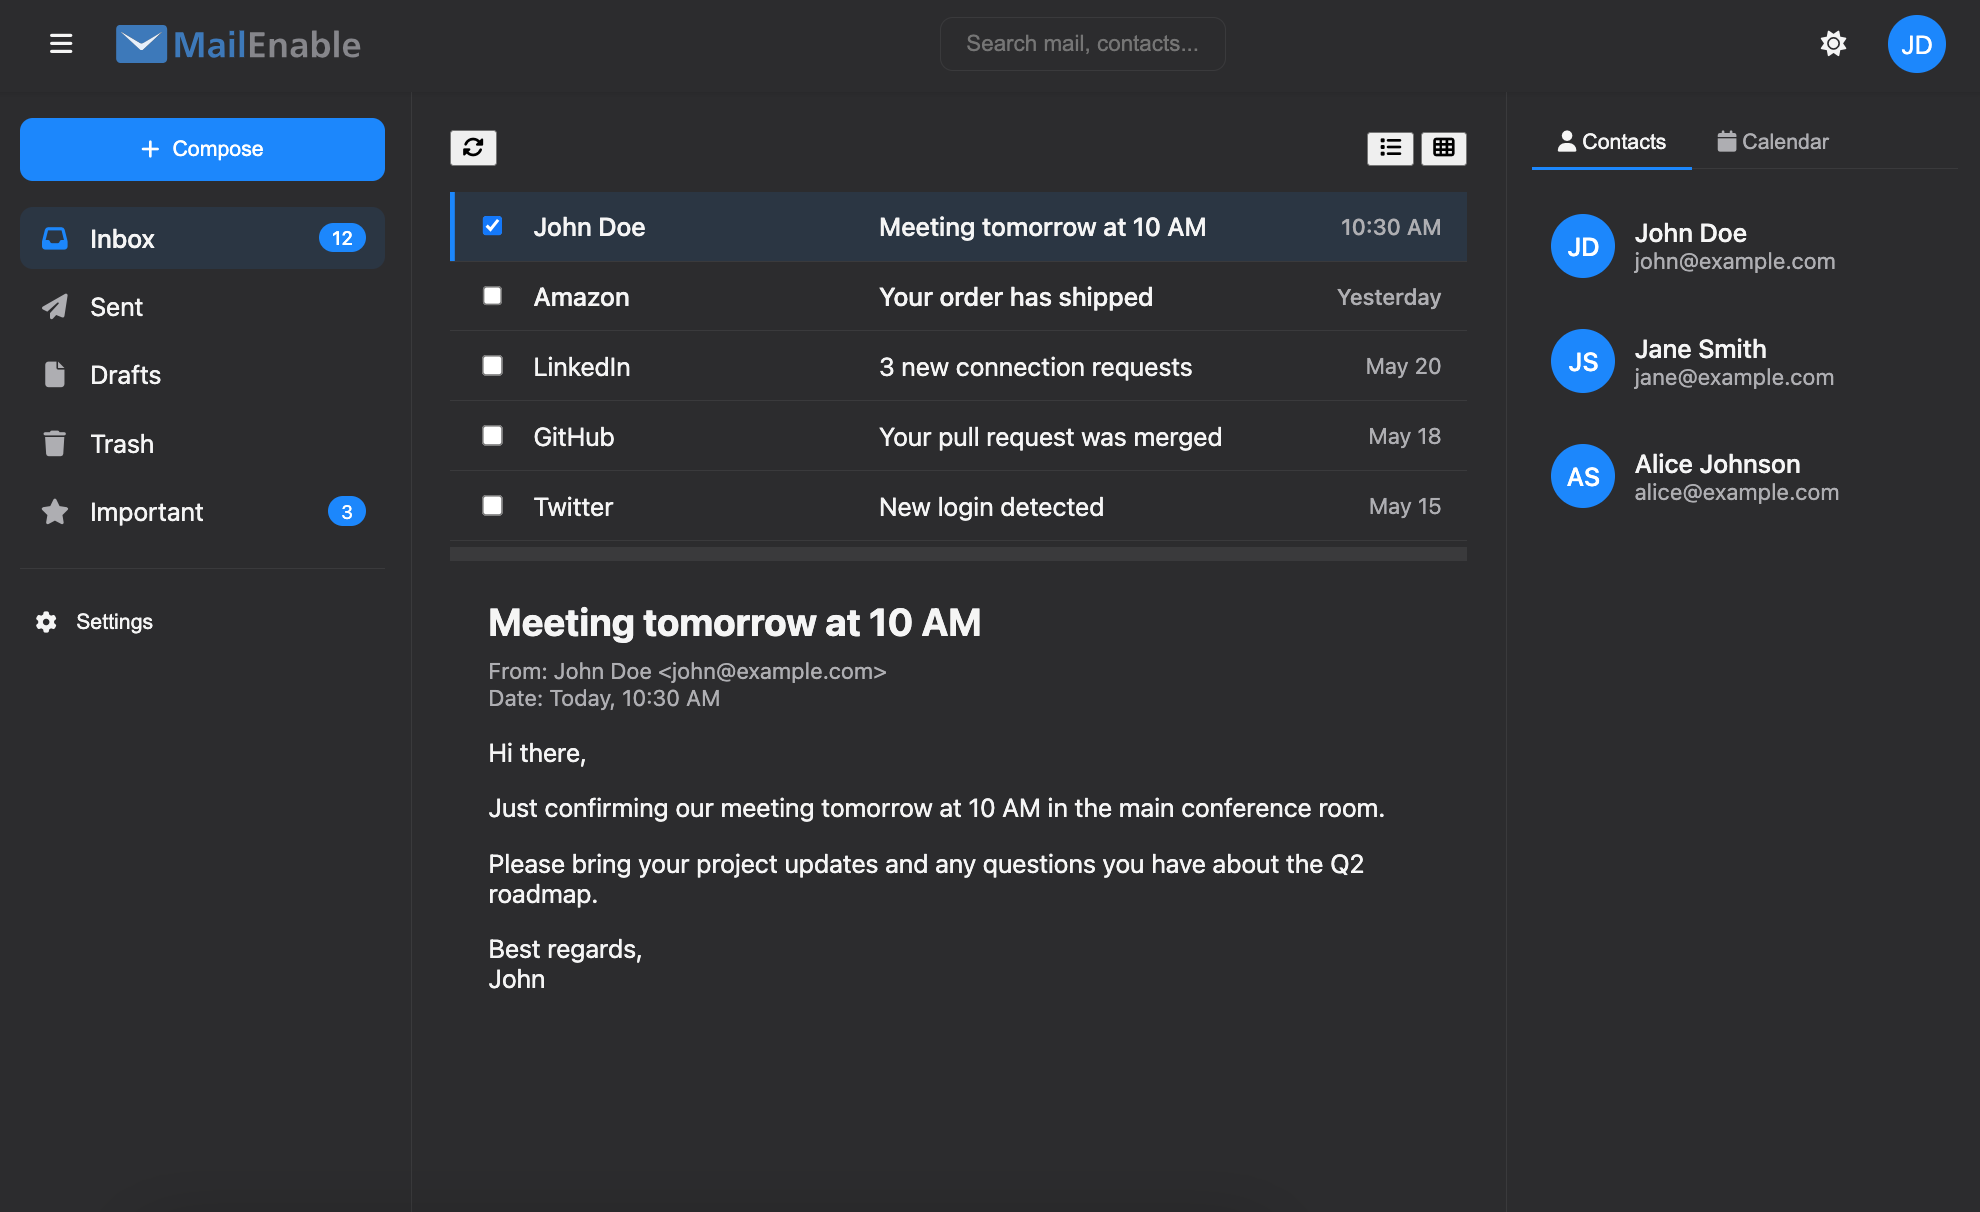 MailEnable
Search mail, contacts...
JD
Compose
Inbox 12
Sent
Drafts
Trash
Important 3
Settings
John Doe Meeting tomorrow at 10 AM 10:30 AM
Amazon Your order has shipped Yesterday
LinkedIn 3 new connection requests May 20
GitHub Your pull request was merged May 18
Twitter New login detected May 15
Meeting tomorrow at 10 AM
From: John Doe <john@example.com>
Date: Today, 10:30 AM
Hi there,
Just confirming our meeting tomorrow at 10 AM in the main conference room.
Please bring your project updates and any questions you have about the Q2
roadmap.
Best regards,
John
Contacts Calendar
JD John Doe
john@example.com
JS Jane Smith
jane@example.com
AS Alice Johnson
alice@example.com